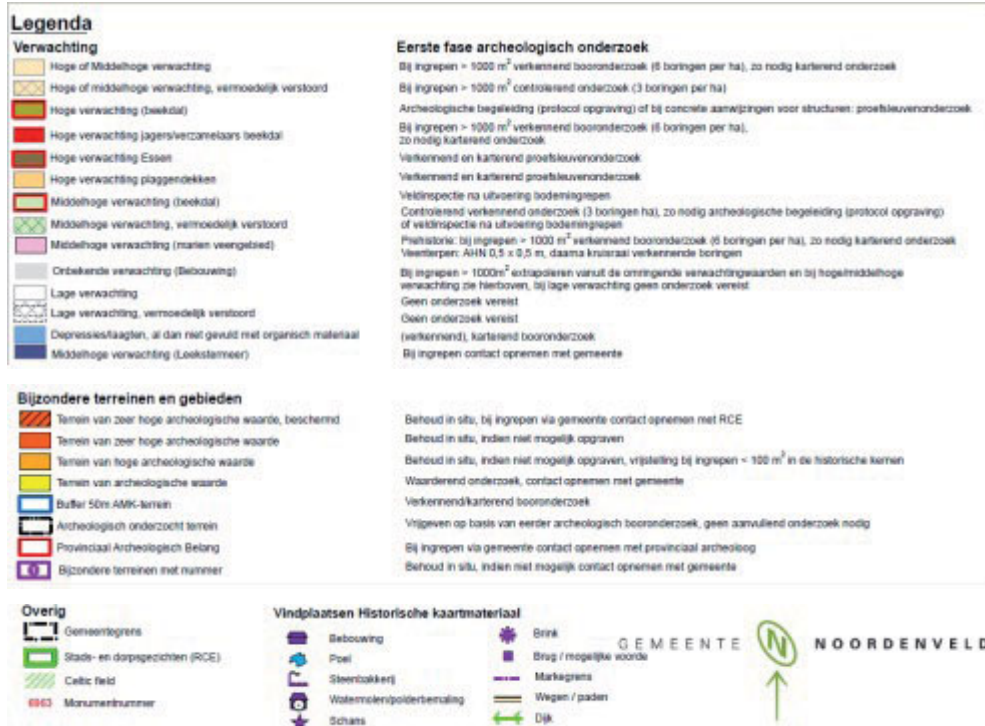 Legenda
Verwachting
Eerste fase archeologisch onderzoek
Hoge of Middelhoge verwachting
Bij ingrepen > 1000 m² verkennend booronderzoek (6 boringen per ha), zo nodig karterend onderzoek
Hoge of middelhoge verwachting, vermoedelijk verstoord
Bij ingrepen > 1000 m² controlerend onderzoek (3 boringen per ha)
Hoge verwachting (beekdal)
Archeologische begeleiding (protocol opgraving) of bij concrete aanwijzingen voor structuren: proefsleuvenonderzoek
Hoge verwachting jagers/verzamelaars beekdal
Bij ingrepen > 1000 m² verkennend booronderzoek (6 boringen per ha),
zo nodig karterend onderzoek
Hoge verwachting Essen
Verkennend en karterend proefsleuvenonderzoek
Hoge verwachting plaggendekken
Verkennend en karterend proefsleuvenonderzoek
Middelhoge verwachting (beekdal)
Veldinspectie na uitvoering bodemingrepen
Middelhoge verwachting, vermoedelijk verstoord
Controlerend verkennend onderzoek (3 boringen ha), zo nodig archeologische begeleiding (protocol opgraving)
of veldinspectie na uitvoering bodemingrepen
Middelhoge verwachting (marien veengebied)
Prehistorie: bij ingrepen > 1000 m² verkennend booronderzoek (6 boringen per ha), zo nodig karterend onderzoek
Veenterpen: AHN 0,5 x 0,5 m, daarna kruisraai verkennende boringen
Onbekende verwachting (Bebouwing)
Bij ingrepen > 1000m² extrapoleren vanuit de omringende verwachtingwaarden en bij hoge/middelhoge
verwachting zie hierboven, bij lage verwachting geen onderzoek vereist
Lage verwachting
Geen onderzoek vereist
Lage verwachting, vermoedelijk verstoord
Geen onderzoek vereist
Depressies/laagten, al dan niet gevuld met organisch materiaal
(verkennend), karterend booronderzoek
Middelhoge verwachting (Leekstermeer)
Bij ingrepen contact opnemen met gemeente
Bijzondere terreinen en gebieden
Terrein van zeer hoge archeologische waarde, beschermd
Behoud in situ, bij ingrepen via gemeente contact opnemen met RCE
Terrein van zeer hoge archeologische waarde
Behoud in situ, indien niet mogelijk opgraven
Terrein van hoge archeologische waarde
Behoud in situ, indien niet mogelijk opgraven, vrijstelling bij ingrepen < 100 m² in de historische kernen
Terrein van archeologische waarde
Waarderend onderzoek, contact opnemen met gemeente
Buffer 50m AMK-terrein
Verkennend/karterend booronderzoek
Archeologisch onderzocht terrein
Vrijgeven op basis van eerder archeologisch booronderzoek, geen aanvullend onderzoek nodig
Provinciaal Archeologisch Belang
Bij ingrepen via gemeente contact opnemen met provinciaal archeoloog
Bijzondere terreinen met nummer
Behoud in situ, indien niet mogelijk contact opnemen met gemeente
Overig
Gemeentegrens
Stads- en dorpsgezichten (RCE)
Celtic field
Monumentnummer
Vindplaatsen Historische kaartmateriaal
Bebouwing
Poel
Steenbakkerij
Watermolen/polderbemaling
Schans
Brink
Brug / mogelijke voorde
Markegrens
Wegen / paden
Dijk
GEMEENTE N NOORDENVELD